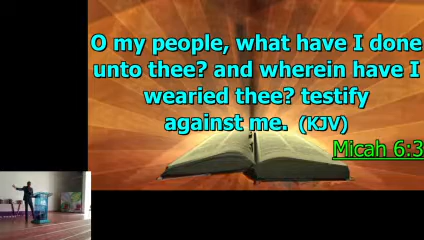 O my people, what have I done
unto thee? and wherein have I
wearied thee? testify
against me. (KJV)
Micah 6:3